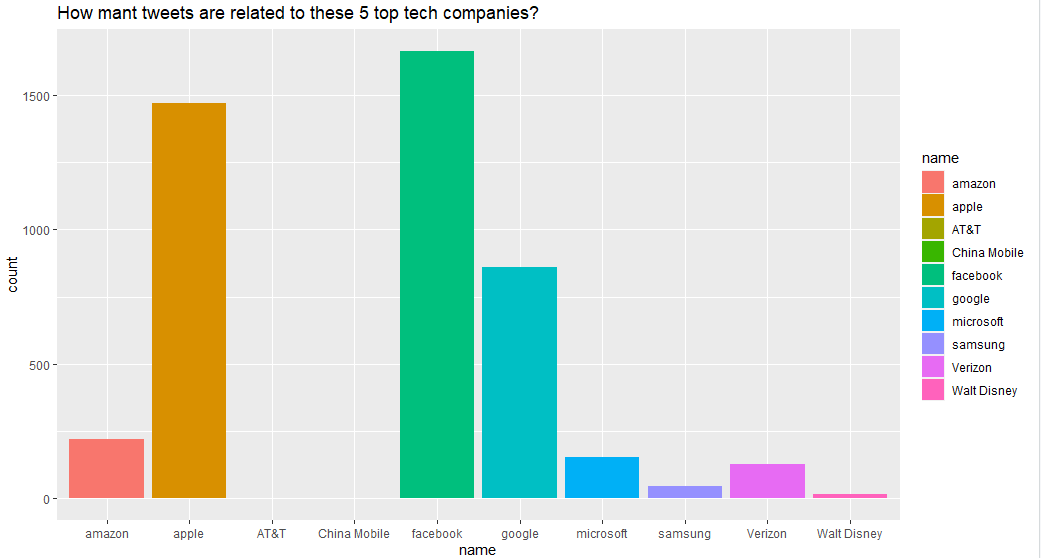 How mant tweets are related to these 5 top tech companies?
count
1500
1000
500
0
amazon apple AT&T China Mobile facebook google microsoft samsung Verizon Walt Disney
name
name
amazon
apple
AT&T
China Mobile
facebook
google
microsoft
samsung
Verizon
Walt Disney